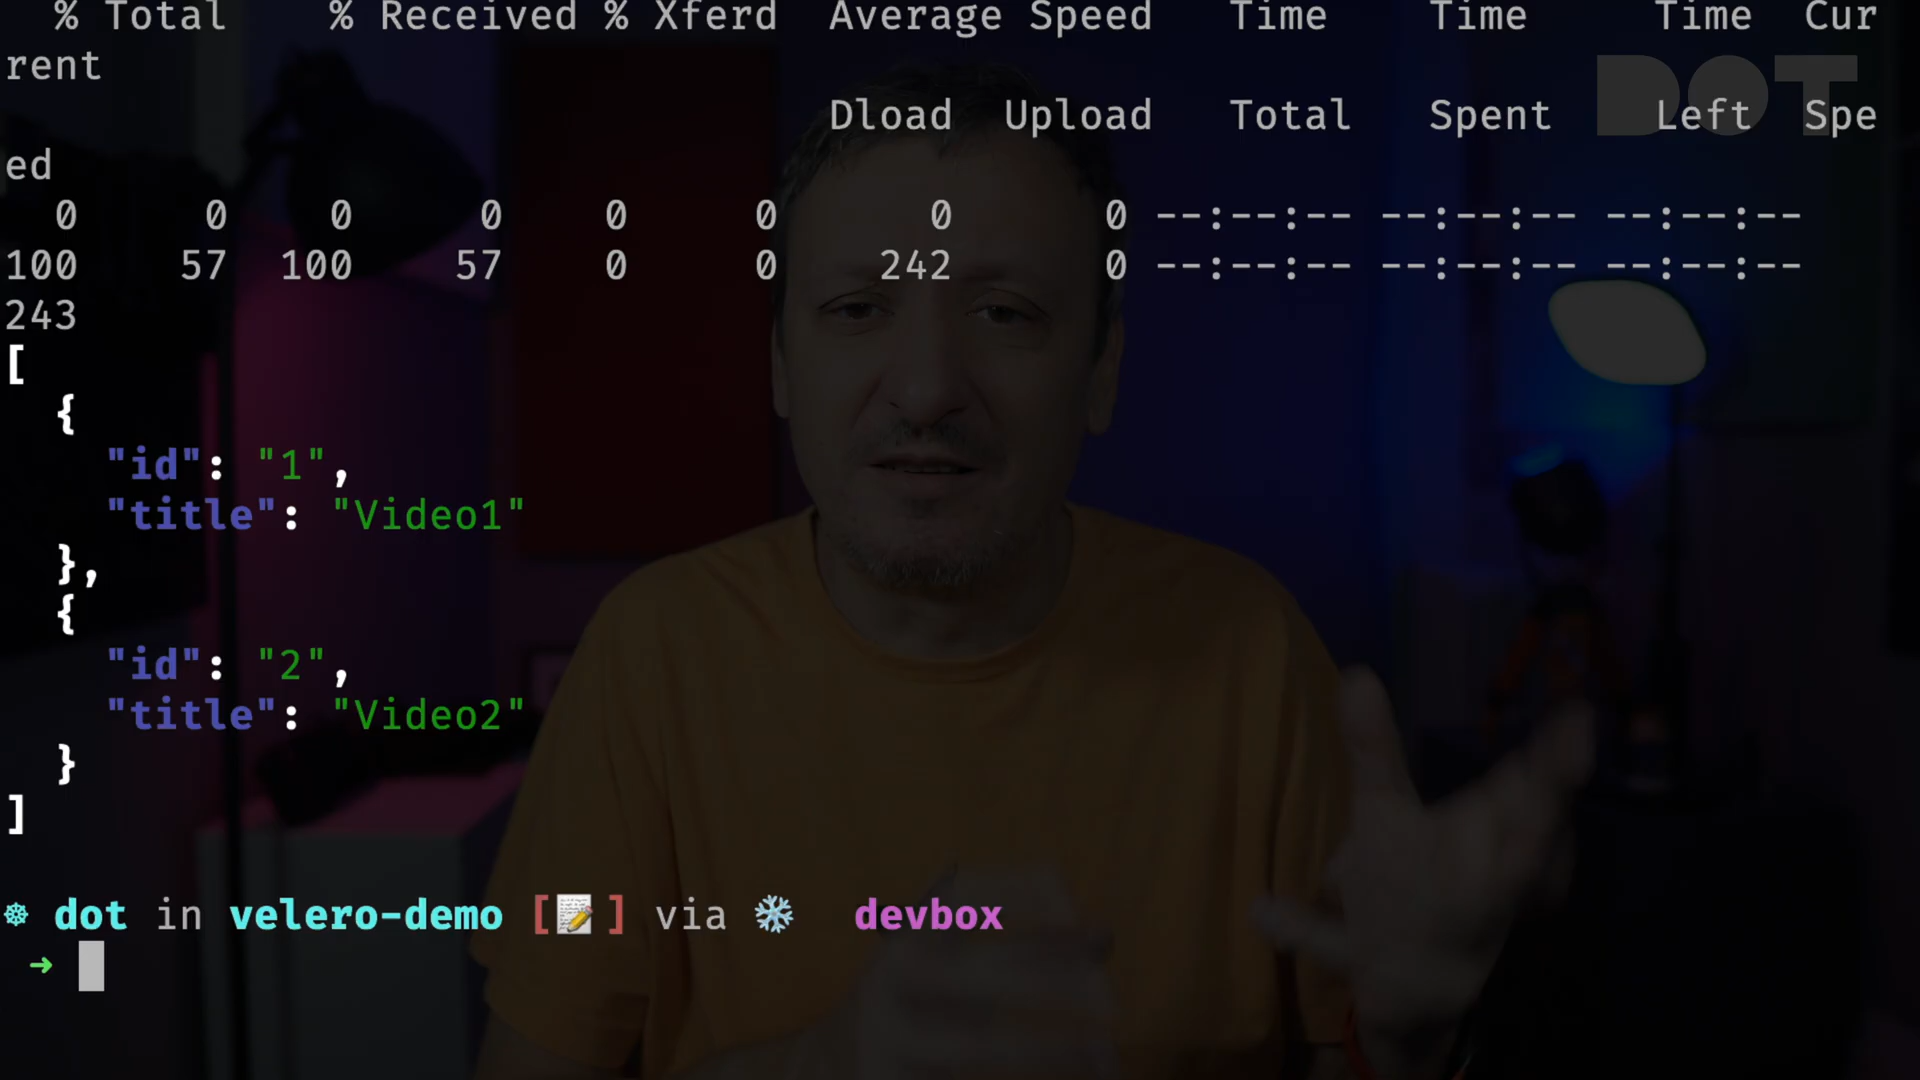 % Total % Received % Xferd Average Speed Time Time Time Cur
rent
DOT
Dload Upload Total Spent Left Spe
ed
0 0 0 0 0 0 0 0 --:--:-- --:--:-- --:--:--
100 57 100 57 0 0 242 0 --:--:-- --:--:-- --:--:--
243
[
{
"id": "1",
"title": "Video1"
},
{
"id": "2",
"title": "Video2"
}
]
☸ dot in velero-demo [📝] via ❄️ devbox
➜